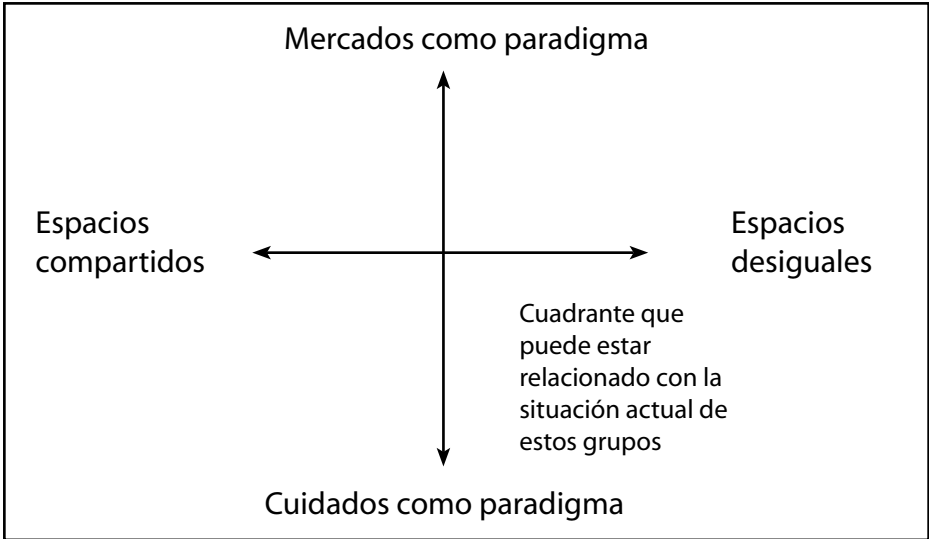 Mercados como paradigma
Espacios
compartidos
Espacios
desiguales
Cuadrante que
puede estar
relacionado con la
situación actual de
estos grupos
Cuidados como paradigma